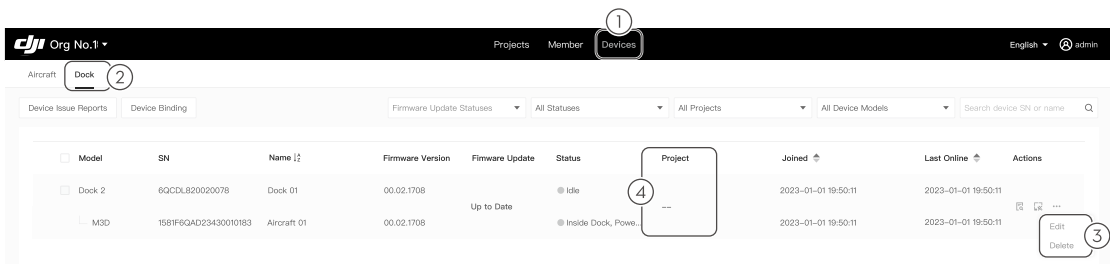 1
dji Org No.1 Projects Member Devices English admin
Aircraft Dock 2
Device Issue Reports Device Binding Firmware Update Statuses All Statuses All Projects All Device Models Search device SN or name
Model SN Name Firmware Version Fimware Update Status Project Joined Last Online Actions
Dock 2 6QCDL820020078 Dock 01 00.02.1708 Idle 4 2023-01-01 19:50:11 2023-01-01 19:50:11
Up to Date -- ...
M3D 1581F6QAD23430010183 Aircraft 01 00.02.1708 Inside Dock, Powe... 2023-01-01 19:50:11 2023-01-01 19:50:11
Edit 3
Delete